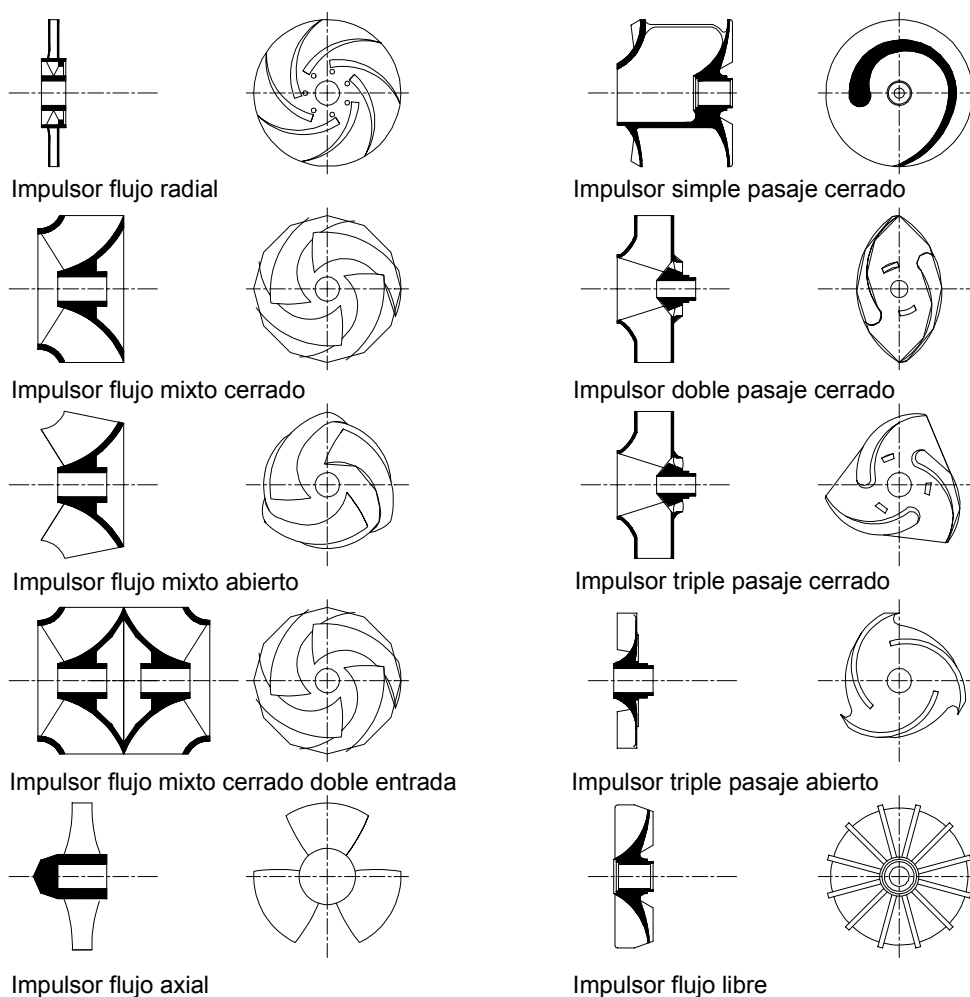 Impulsor flujo radial
Impulsor simple pasaje cerrado
Impulsor flujo mixto cerrado
Impulsor doble pasaje cerrado
Impulsor flujo mixto abierto
Impulsor triple pasaje cerrado
Impulsor flujo mixto cerrado doble entrada
Impulsor triple pasaje abierto
Impulsor flujo axial
Impulsor flujo libre